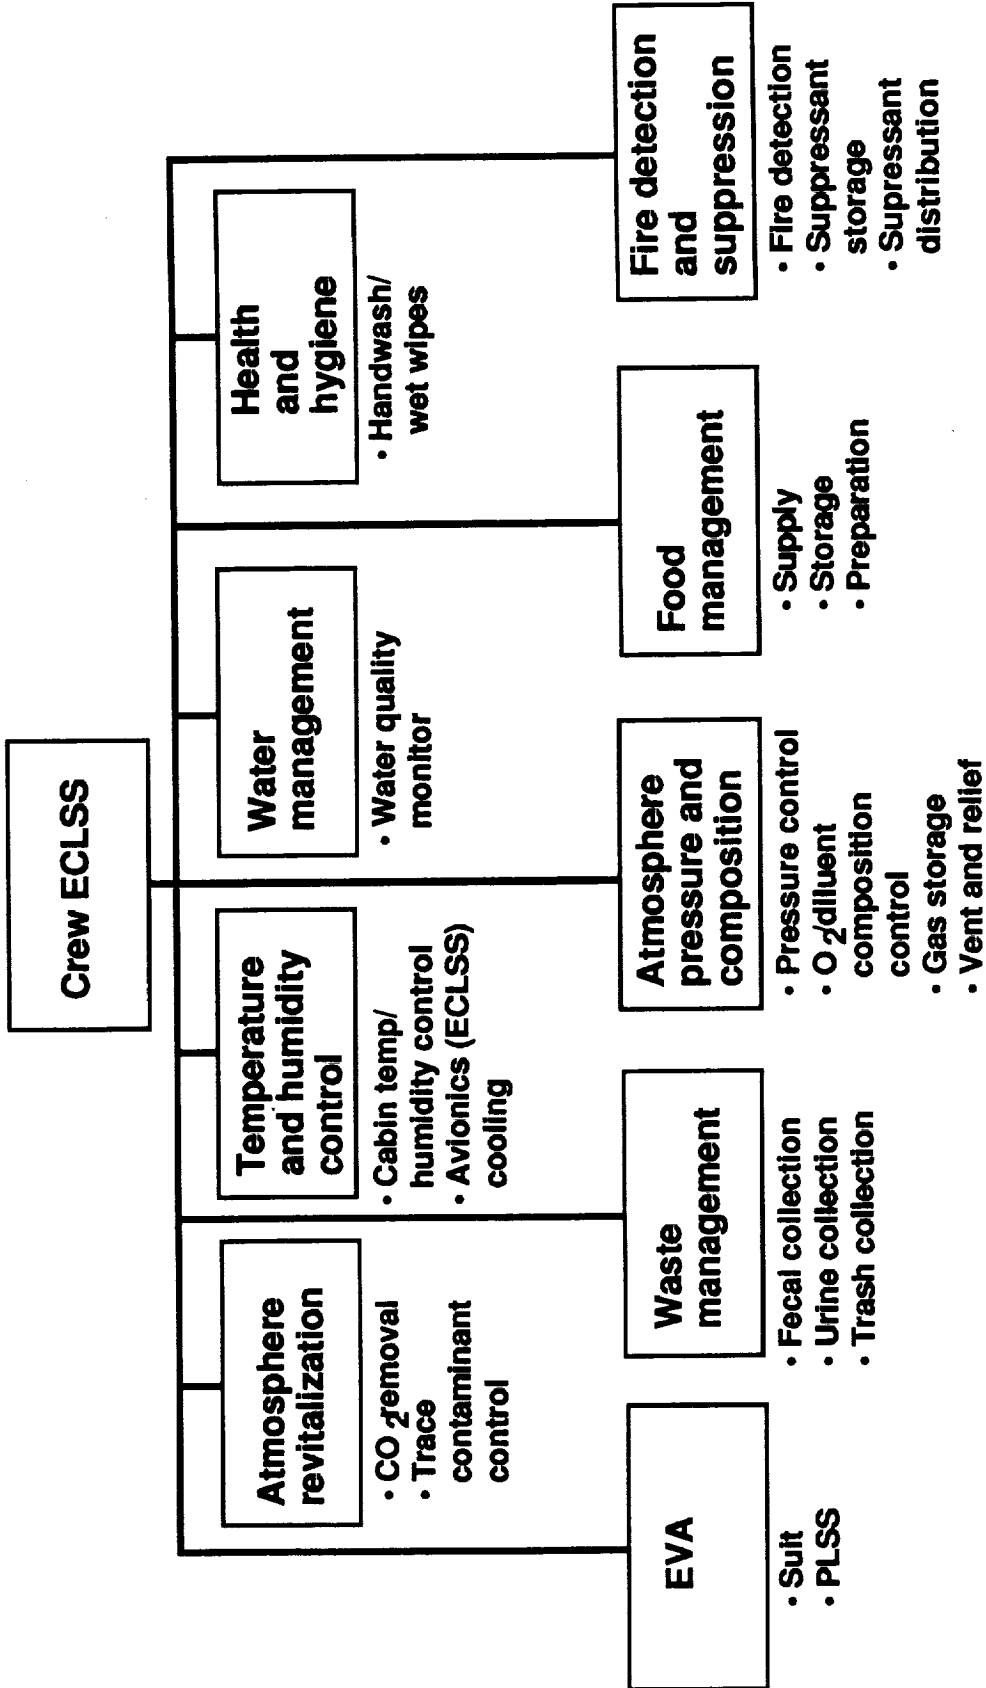 Crew ECLSS
Atmosphere
revitalization
• CO2 removal
• Trace
contaminant
control
Temperature
and humidity
control
• Cabin temp/
humidity control
• Avionics (ECLSS)
cooling
Water
management
• Water quality
monitor
Health
and
hygiene
• Handwash/
wet wipes
EVA
• Suit
• PLSS
Waste
management
• Fecal collection
• Urine collection
• Trash collection
Atmosphere
pressure and
composition
• Pressure control
• O2/diluent
composition
control
• Gas storage
• Vent and relief
Food
management
• Supply
• Storage
• Preparation
Fire detection
and
suppression
• Fire detection
• Suppressant
storage
• Supressant
distribution